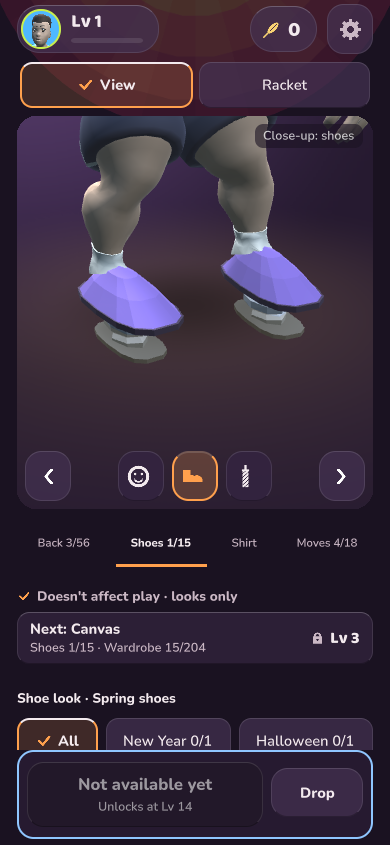 Lv 1
0
View
Racket
Close-up: shoes
Back 3/56
Shoes 1/15
Shirt
Moves 4/18
Doesn't affect play · looks only
Next: Canvas
Shoes 1/15 · Wardrobe 15/204
Lv 3
Shoe look · Spring shoes
All
New Year 0/1
Halloween 0/1
Not available yet
Unlocks at Lv 14
Drop